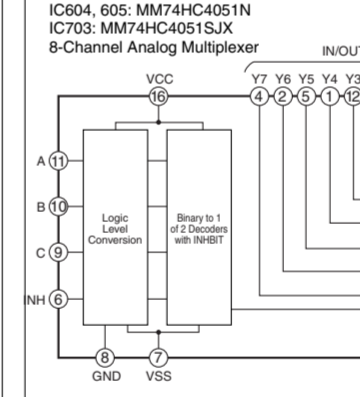 IC604, 605: MM74HC4051N
IC703: MM74HC4051SJX
8-Channel Analog Multiplexer
IN/OU
VCC Y7 Y6 Y5 Y4 Y3
16 4 2 5 1 12
A 11
B 10
C 9
INH 6
Logic
Level
Conversion
Binary to 1
of 2 Decoders
with INHBIT
8 7
GND VSS